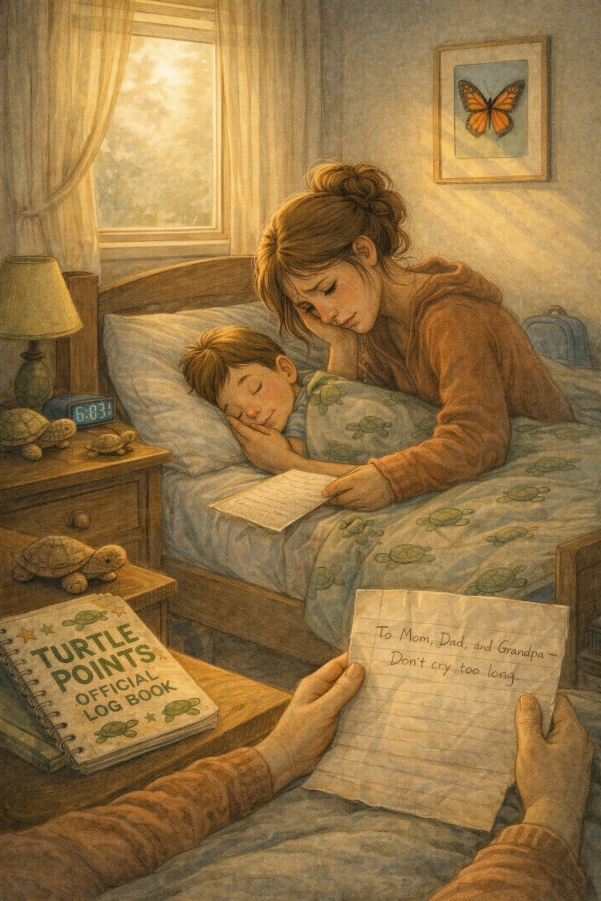 6:03
TURTLE
POINTS
OFFICIAL
LOG BOOK
To Mom, Dad, and Grandpa –
Don't cry too long.